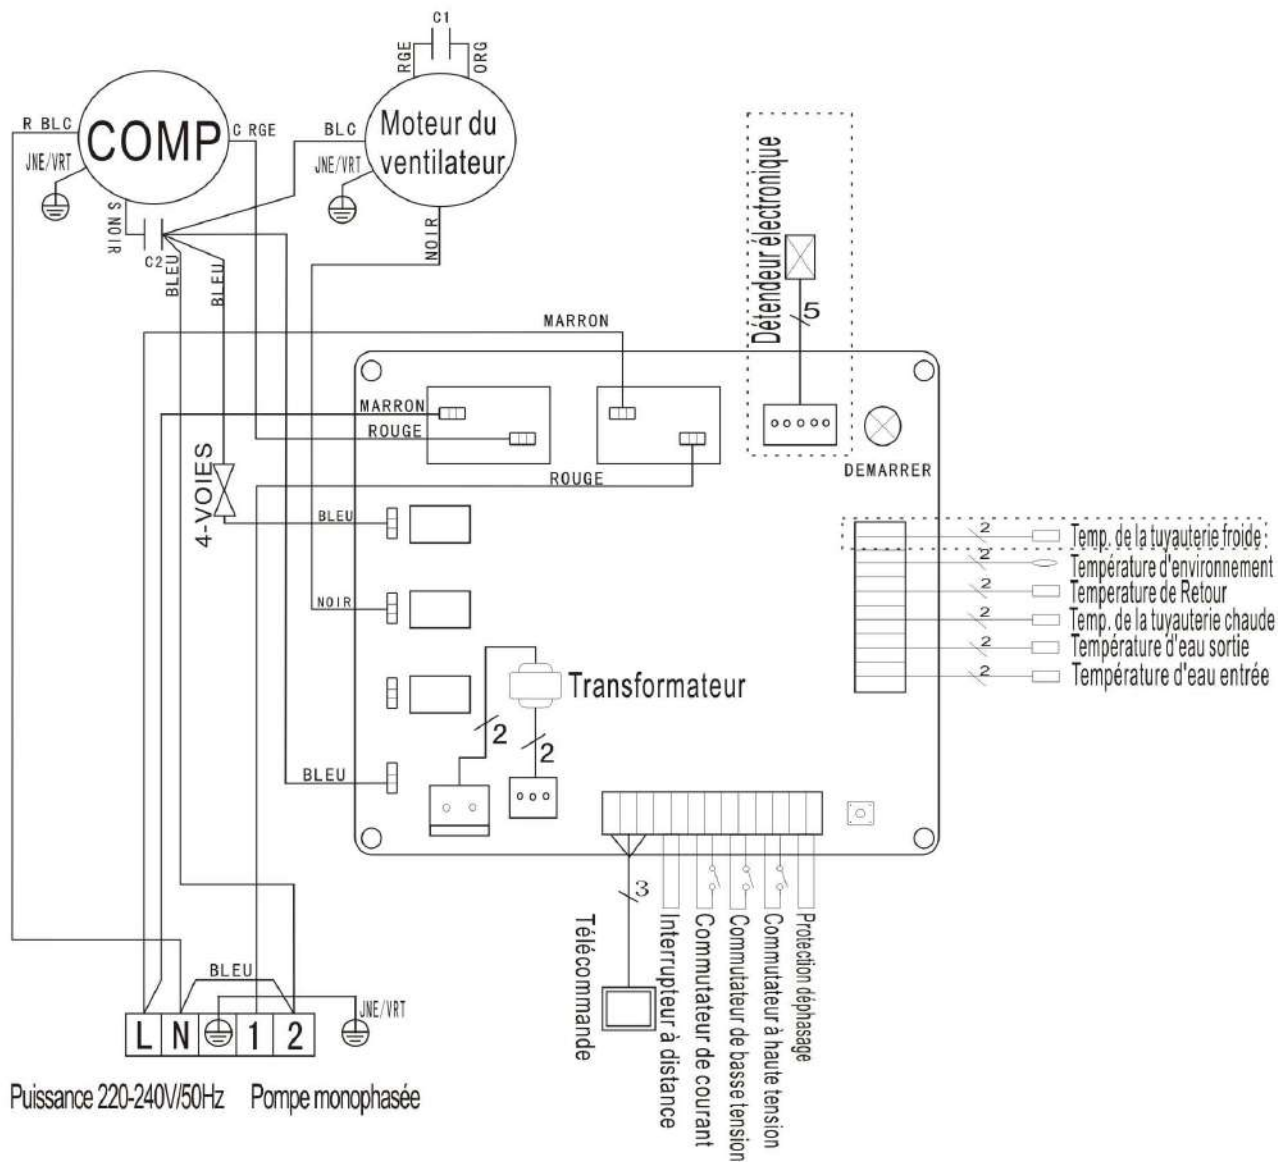 C1
RGE
ORG
R BLC
COMP
C RGE
JNE/VRT
S NOIR
C2
BLEU
BLEU
BLC
Moteur du
ventilateur
JNE/VRT
NOIR
Détendeur électronique
5
MARRON
MARRON
ROUGE
ROUGE
DEMARRER
4-VOIES
BLEU
NOIR
BLEU
Transformateur
2
2
2
Temp. de la tuyauterie froide
2
Température d'environnement
2
Temperature de Retour
2
Temp. de la tuyauterie chaude
2
Température d'eau sortie
2
Température d'eau entrée
3
Télécommande
Interrupteur à distance
Commutateur de courant
Commutateur de basse tension
Commutateur à haute tension
Protection déphasage
BLEU
JNE/VRT
L N 1 2
Puissance 220-240V/50Hz
Pompe monophasée